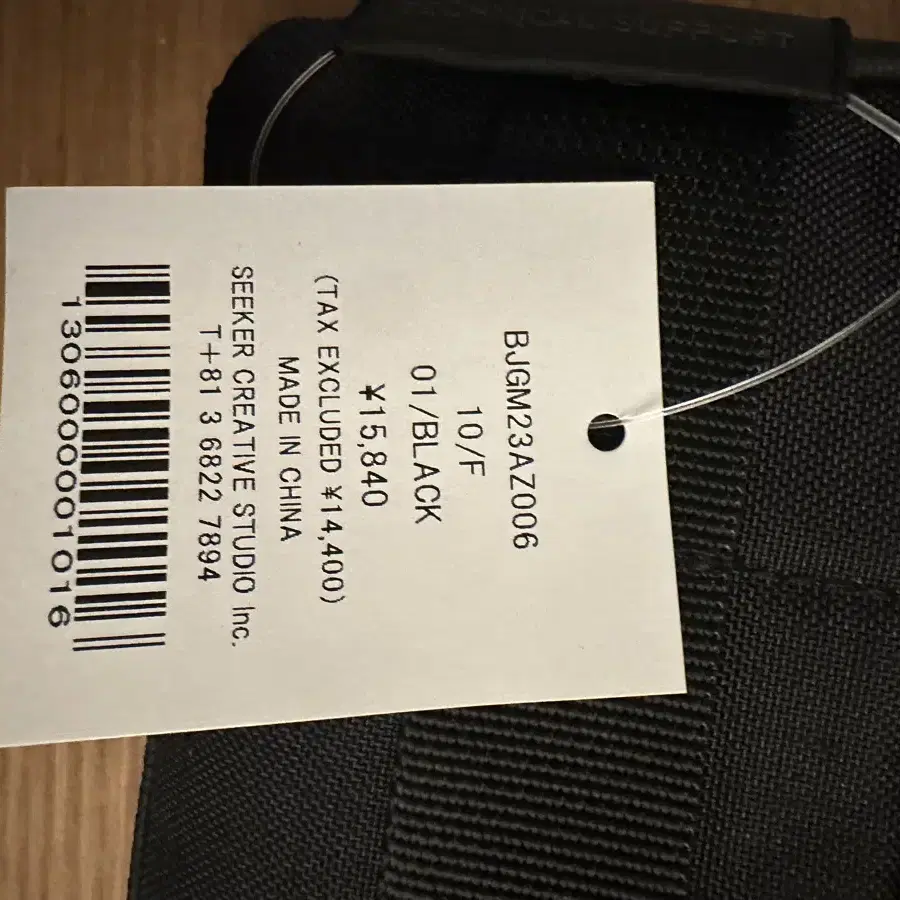 SUPPORT
BJGM23AZ006
10/F
01/BLACK
¥15,840
(TAX EXCLUDED ¥14,400)
MADE IN CHINA
SEEKER CREATIVE STUDIO Inc.
T+81 3 6822 7894
1306000001016